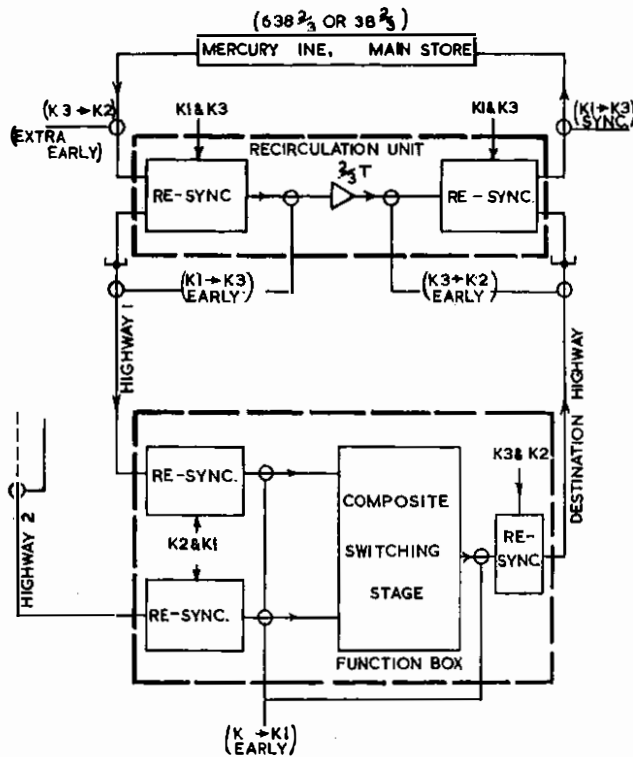 (638 2/3 OR 38 2/3)
MERCURY INE, MAIN STORE
(K3→K2)
(EXTRA EARLY)
K1&K3
K1&K3
(K1→K3)
SYNC.
RECIRCULATION UNIT
RE-SYNC
2/3 T
RE-SYNC.
(K1→K3)
EARLY
(K3→K2)
EARLY
HIGHWAY 1
DESTINATION HIGHWAY
HIGHWAY 2
RE-SYNC.
K2&K1
RE-SYNC.
COMPOSITE
SWITCHING
STAGE
K3& K2
RE-
SYNC
FUNCTION BOX
(K →K1)
EARLY